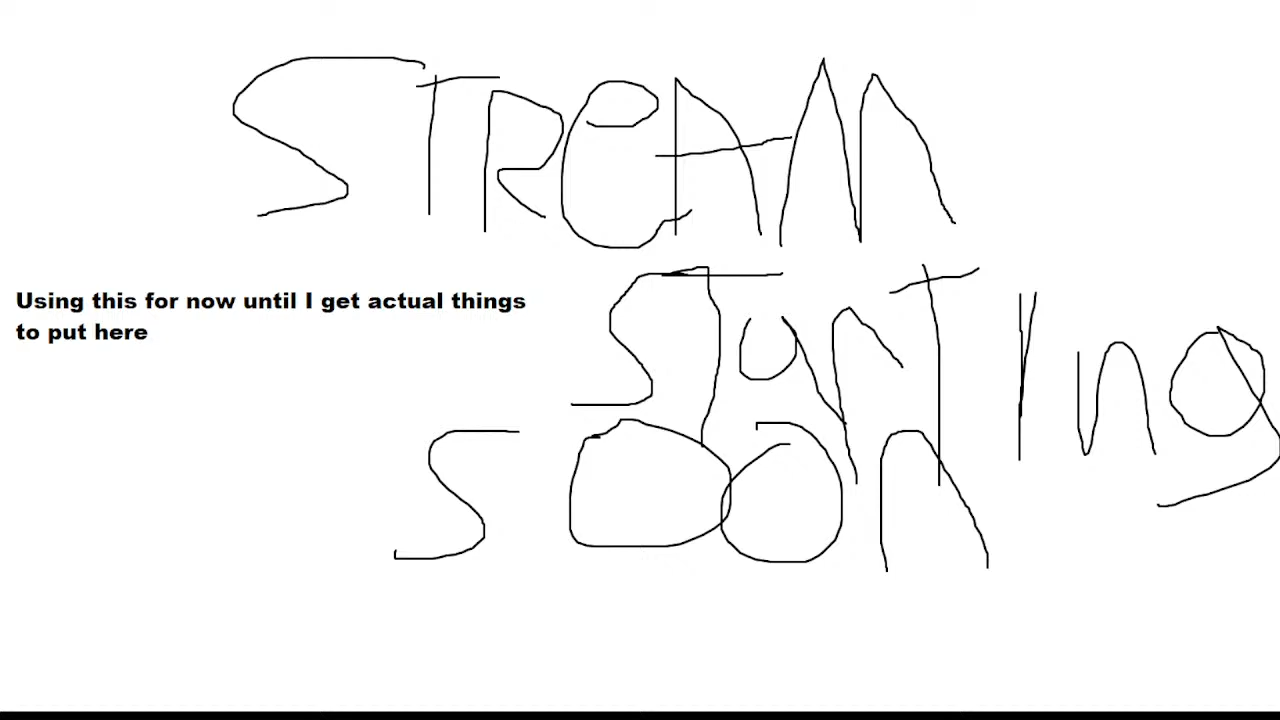 STReAM
STaRTIng
SOON
Using this for now until I get actual things
to put here